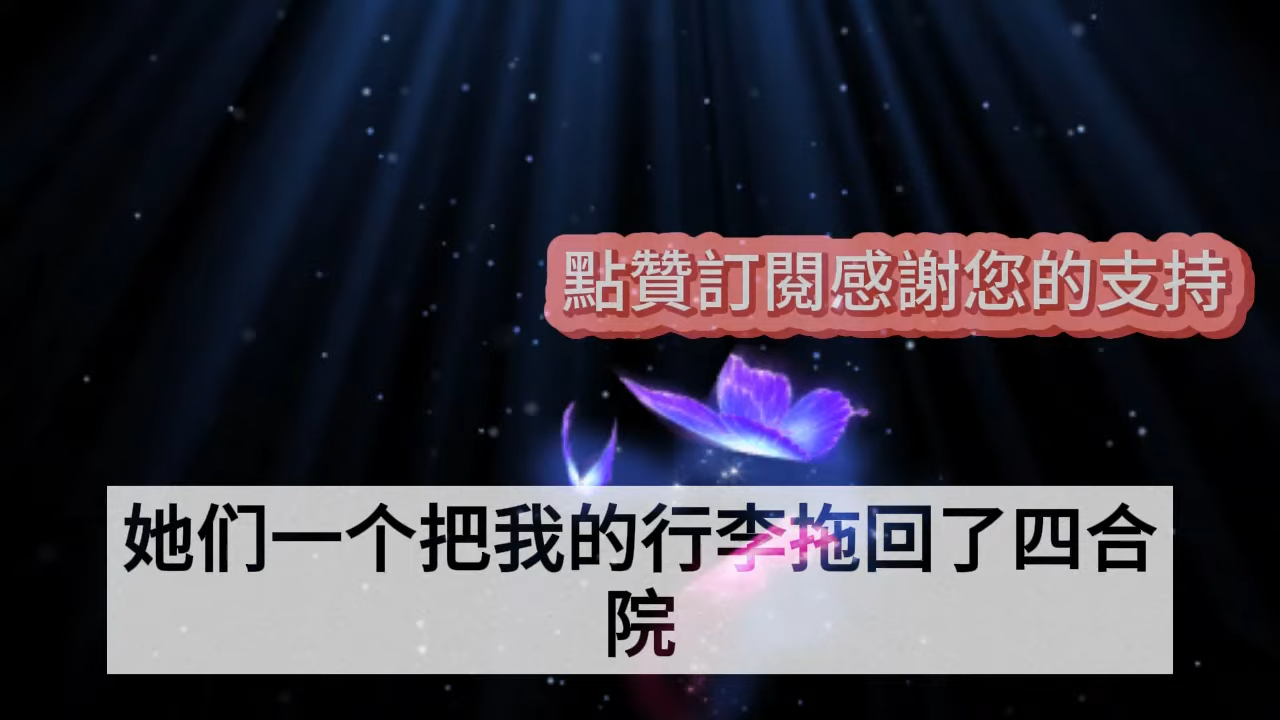 點贊訂閱感謝您的支持
她们一个把我的行李拖回了四合
院